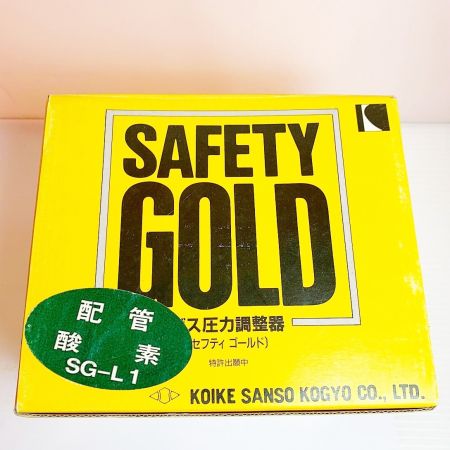 SAFETY
GOLD
ス圧力調整器
セフティ ゴールド)
特許出願中
配管
酸素
SG-L1
KOIKE SANSO KOGYO CO., LTD.